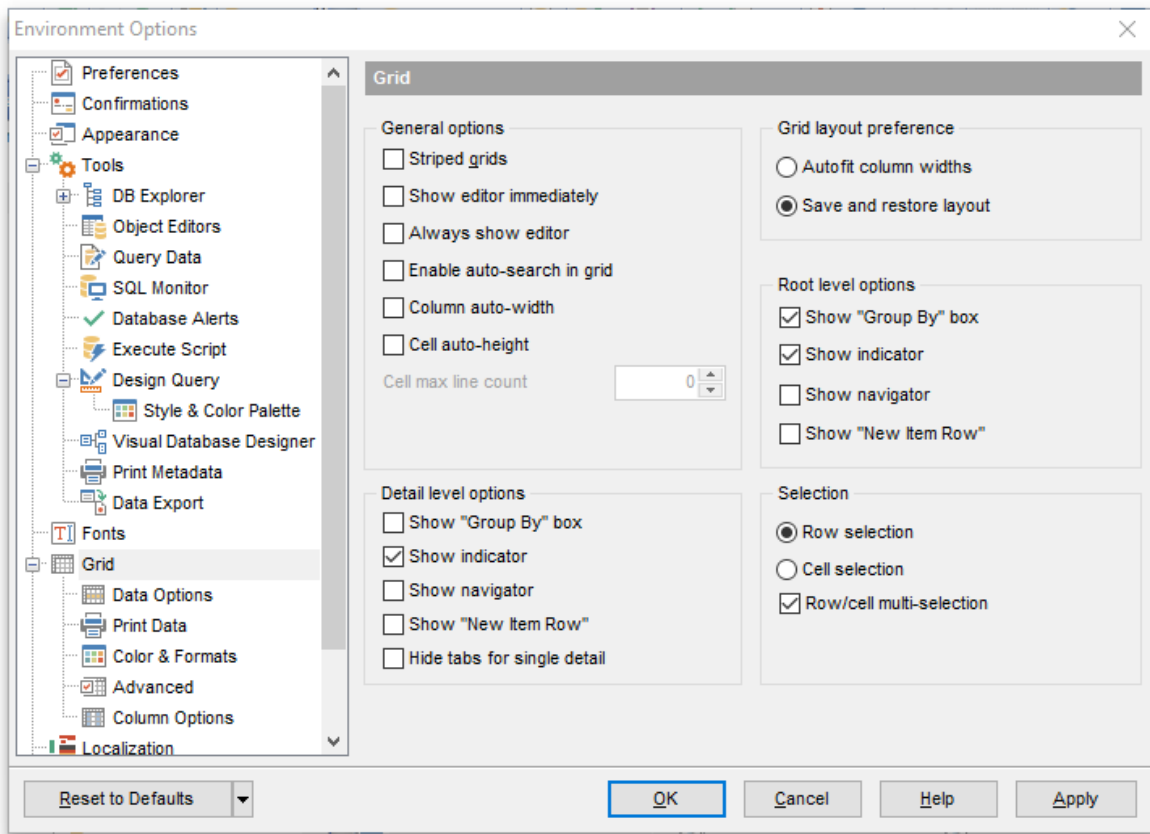 Environment Options
Preferences
Confirmations
Appearance
Tools
DB Explorer
Object Editors
Query Data
SQL Monitor
Database Alerts
Execute Script
Design Query
Style & Color Palette
Visual Database Designer
Print Metadata
Data Export
Fonts
Grid
Data Options
Print Data
Color & Formats
Advanced
Column Options
Localization
Grid
General options
Striped grids
Show editor immediately
Always show editor
Enable auto-search in grid
Column auto-width
Cell auto-height
Cell max line count
0
Grid layout preference
Autofit column widths
Save and restore layout
Root level options
Show "Group By" box
Show indicator
Show navigator
Show "New Item Row"
Detail level options
Show "Group By" box
Show indicator
Show navigator
Show "New Item Row"
Hide tabs for single detail
Selection
Row selection
Cell selection
Row/cell multi-selection
Reset to Defaults
OK
Cancel
Help
Apply